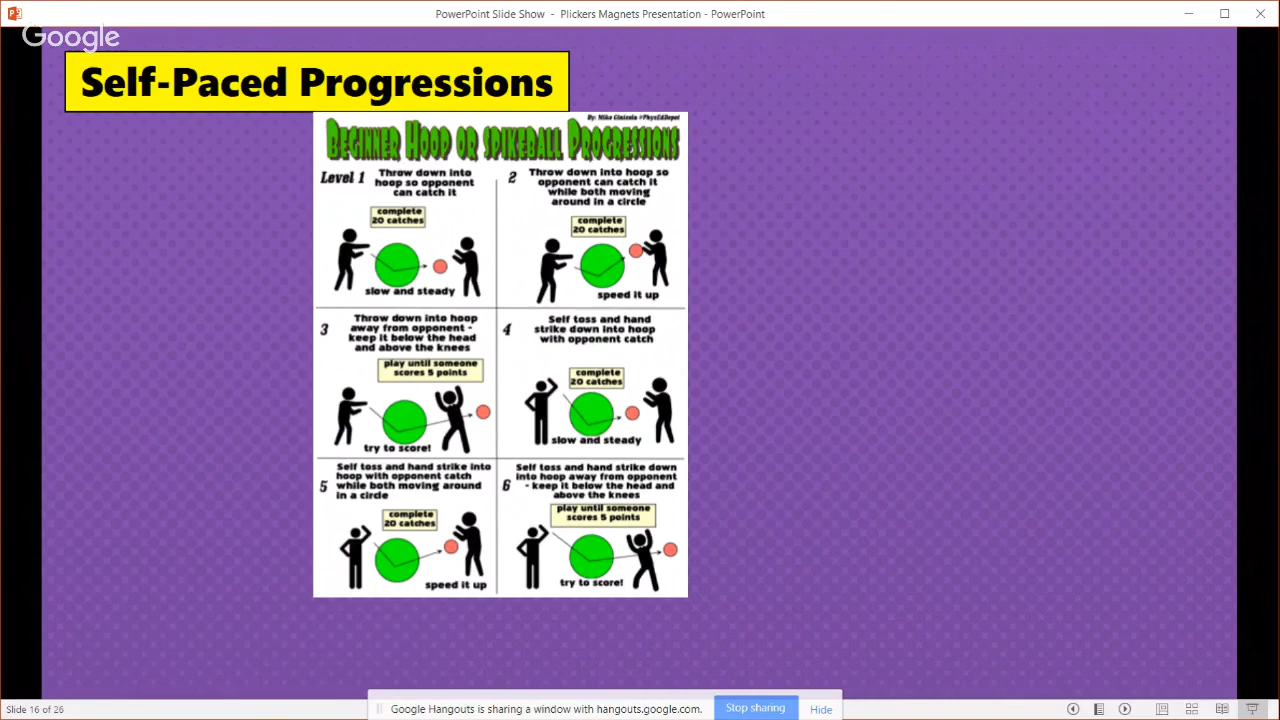 PowerPoint Slide Show - Plickers Magnets Presentation - PowerPoint
Google
Self-Paced Progressions
By: Mike Ginicola @PhysEdDepot
Beginner Hoop or spikeball Progressions
Level 1
Throw down into
hoop so opponent
can catch it
complete
20 catches
slow and steady
2
Throw down into hoop so
opponent can catch it
while both moving
around in a circle
complete
20 catches
speed it up
3
Throw down into hoop
away from opponent -
keep it below the head
and above the knees
play until someone
scores 5 points
try to score!
4
Self toss and hand
strike down into hoop
with opponent catch
complete
20 catches
slow and steady
5
Self toss and hand strike into
hoop with opponent catch
while both moving around
in a circle
complete
20 catches
speed it up
6
Self toss and hand strike down
into hoop away from opponent
- keep it below the head and
above the knees
play until someone
scores 5 points
try to score!
Google Hangouts is sharing a window with hangouts.google.com.
Stop sharing
Hide
Slide 16 of 26